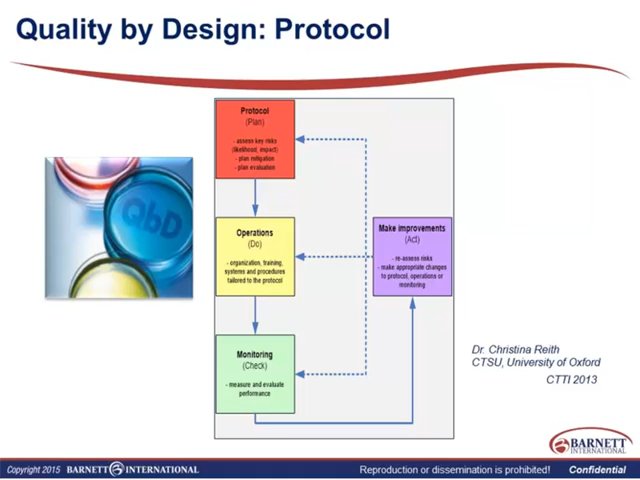 Quality by Design: Protocol
QbD
Protocol
(Plan)
- assess key risks
(likelihood, impact)
- plan mitigation
- plan evaluation
Operations
(Do)
- organization, training,
systems and procedures
tailored to the protocol
Make improvements
(Act)
- re-assess risks
- make appropriate changes
to protocol, operations or
monitoring
Monitoring
(Check)
- measure and evaluate
performance
Dr. Christina Reith
CTSU, University of Oxford
CTTI 2013
BARNETT
INTERNATIONAL
Copyright 2015 BARNETT INTERNATIONAL
Reproduction or dissemination is prohibited! Confidential